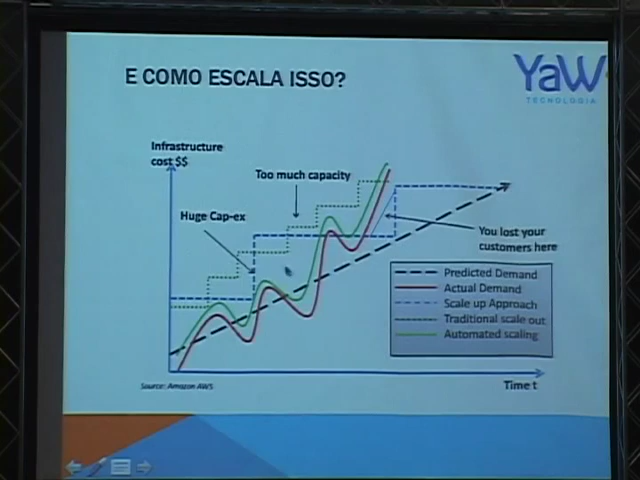 E COMO ESCALA ISSO?
YaW
TECNOLOGIA
Infrastructure
cost $$
Too much capacity
Huge Cap-ex
You lost your
customers here
Predicted Demand
Actual Demand
Scale up Approach
Traditional scale out
Automated scaling
Source: Amazon AWS
Time t